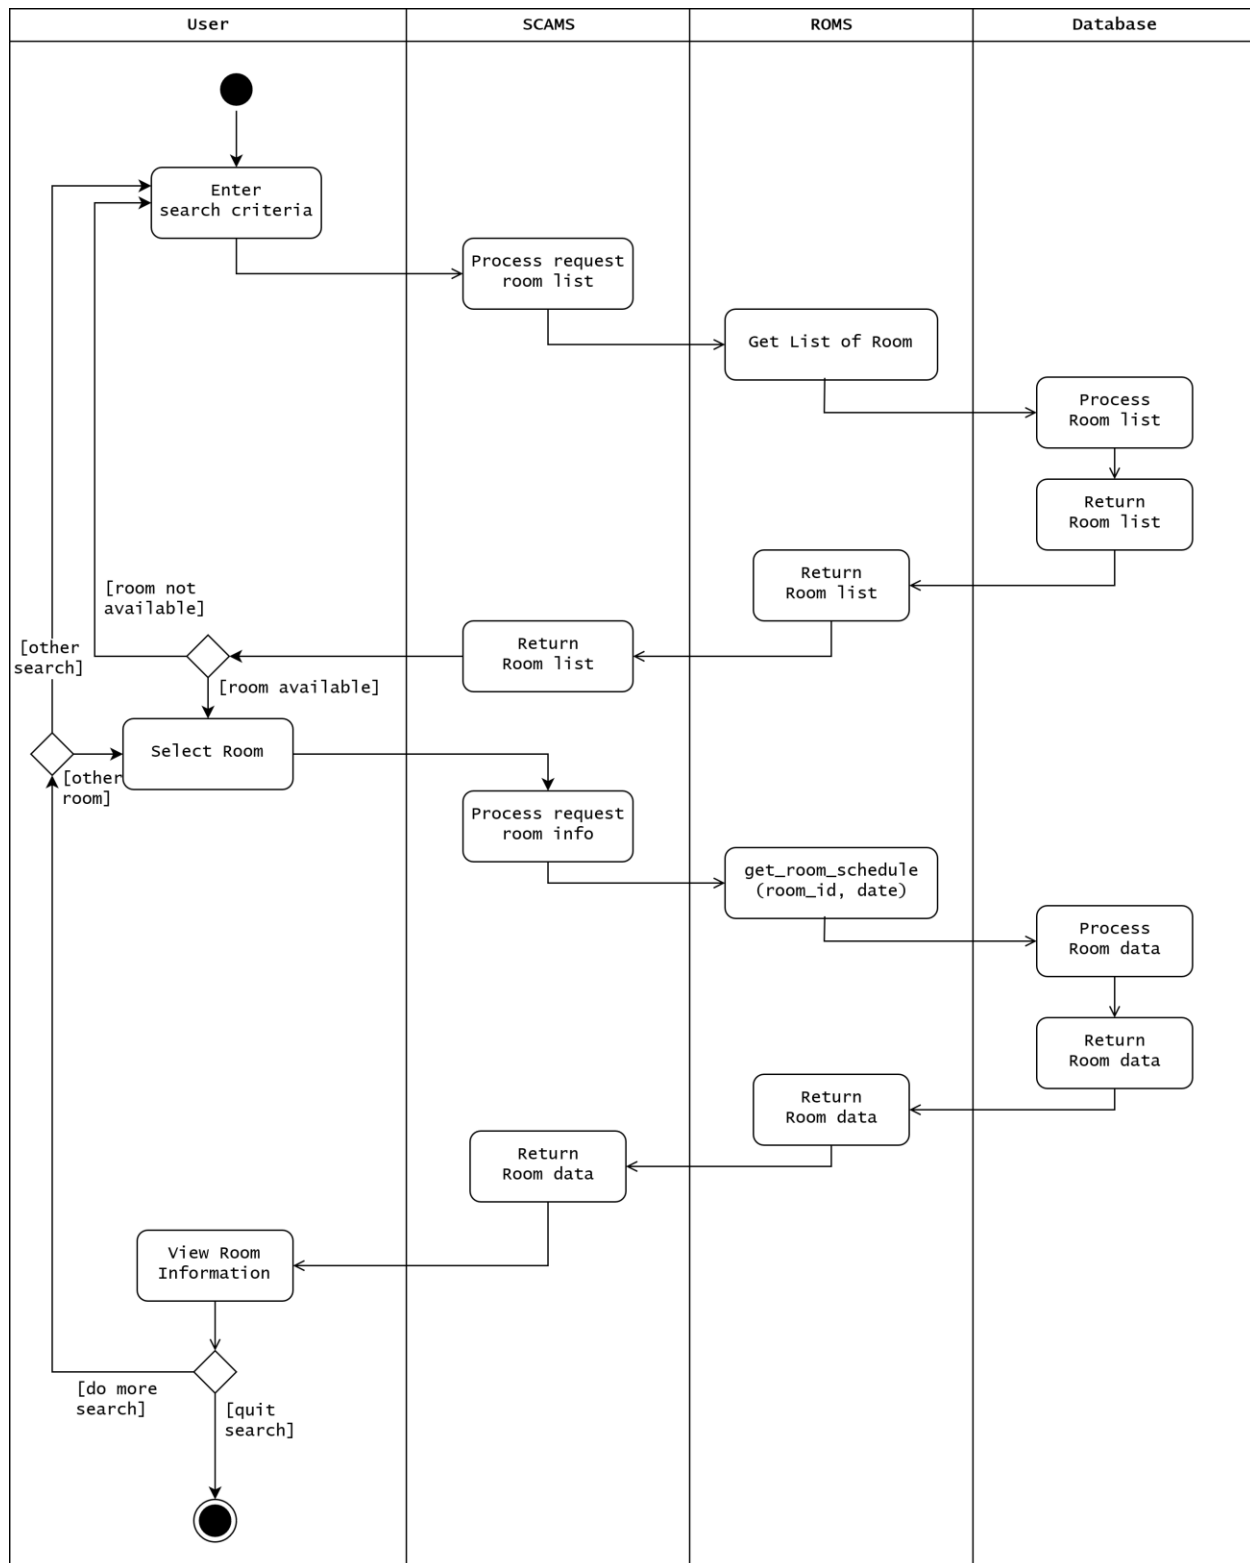 User
SCAMS
ROMS
Database
Enter
search criteria
Process request
room list
Get List of Room
Process
Room list
Return
Room list
Return
Room list
[room not
available]
Return
Room list
[other
search]
[room available]
Select Room
[other
room]
Process request
room info
get_room_schedule
(room_id, date)
Process
Room data
Return
Room data
Return
Room data
Return
Room data
View Room
Information
[do more
search]
[quit
search]